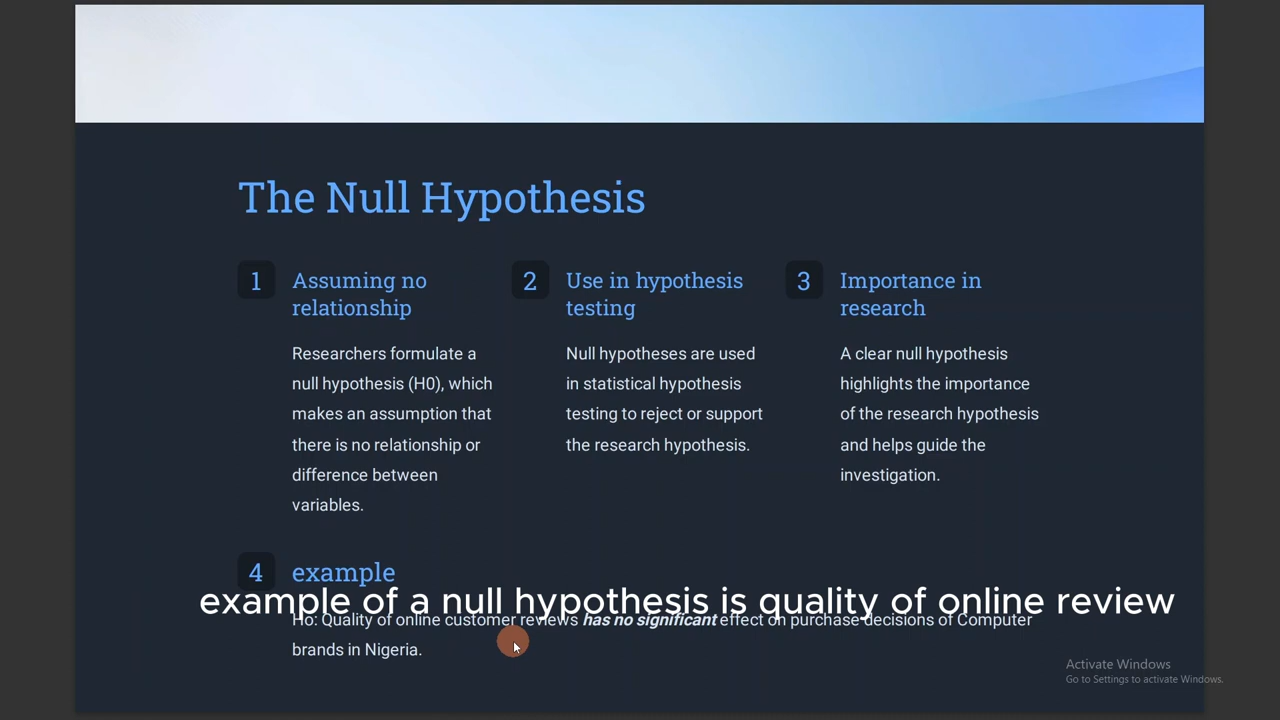 The Null Hypothesis
1
Assuming no
relationship
Researchers formulate a
null hypothesis (H0), which
makes an assumption that
there is no relationship or
difference between
variables.
2
Use in hypothesis
testing
Null hypotheses are used
in statistical hypothesis
testing to reject or support
the research hypothesis.
3
Importance in
research
A clear null hypothesis
highlights the importance
of the research hypothesis
and helps guide the
investigation.
4
example
example of a null hypothesis is quality of online review
Ho: Quality of online customer reviews has no significant effect on purchase decisions of Computer
brands in Nigeria.
Activate Windows
Go to Settings to activate Windows.